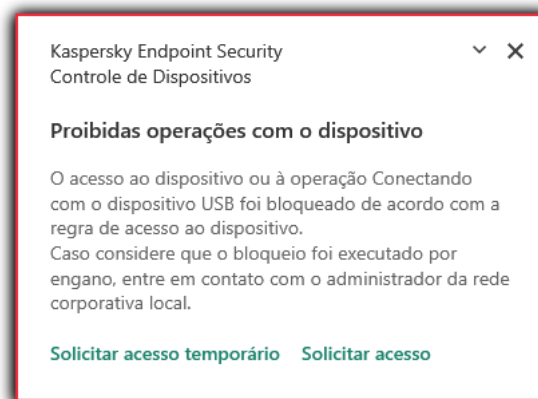 Kaspersky Endpoint Security
Controle de Dispositivos
Proibidas operações com o dispositivo
O acesso ao dispositivo ou à operação Conectando
com o dispositivo USB foi bloqueado de acordo com a
regra de acesso ao dispositivo.
Caso considere que o bloqueio foi executado por
engano, entre em contato com o administrador da rede
corporativa local.
Solicitar acesso temporário Solicitar acesso